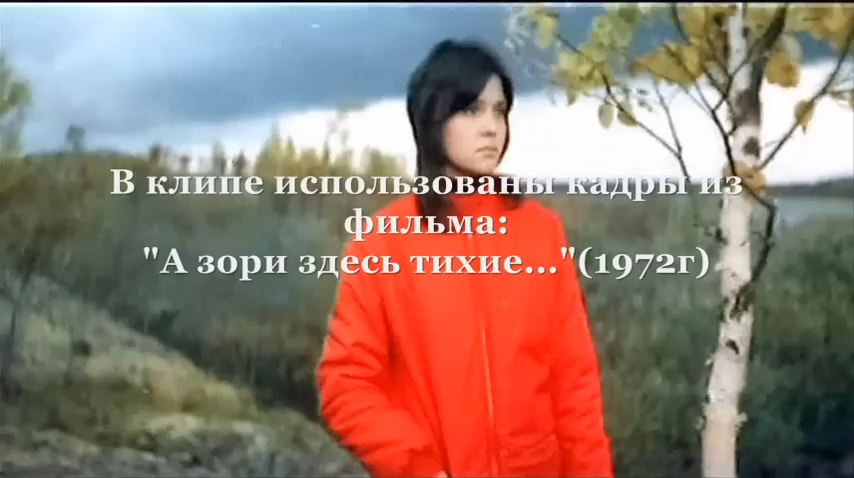 В клипе использованы кадры из
фильма:
"А зори здесь тихие..."(1972г)